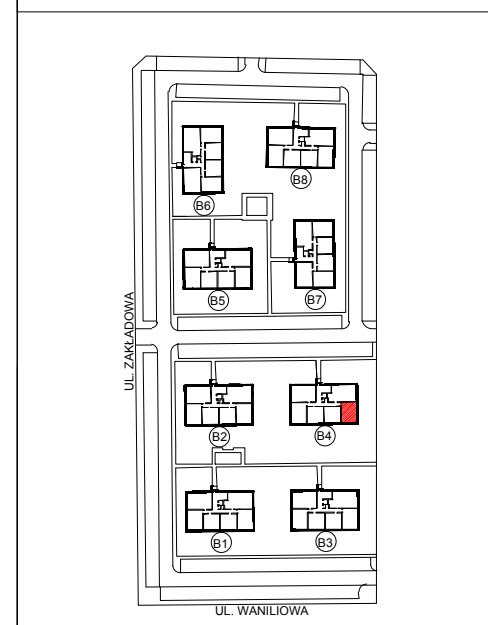 B8
B6
B5
B7
UL. ZAKŁADOWA
B2
B4
B1
B3
UL. WANILIOWA